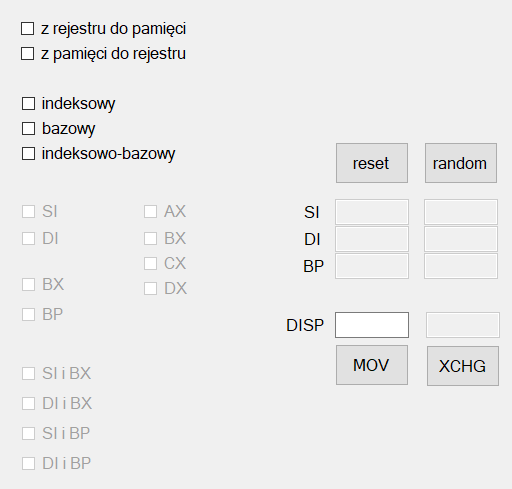 z rejestru do pamięci
z pamięci do rejestru
indeksowy
bazowy
indeksowo-bazowy
reset random
SI AX SI
DI BX DI
CX BP
BX DX
BP DISP
MOV XCHG
SI i BX
DI i BX
SI i BP
DI i BP